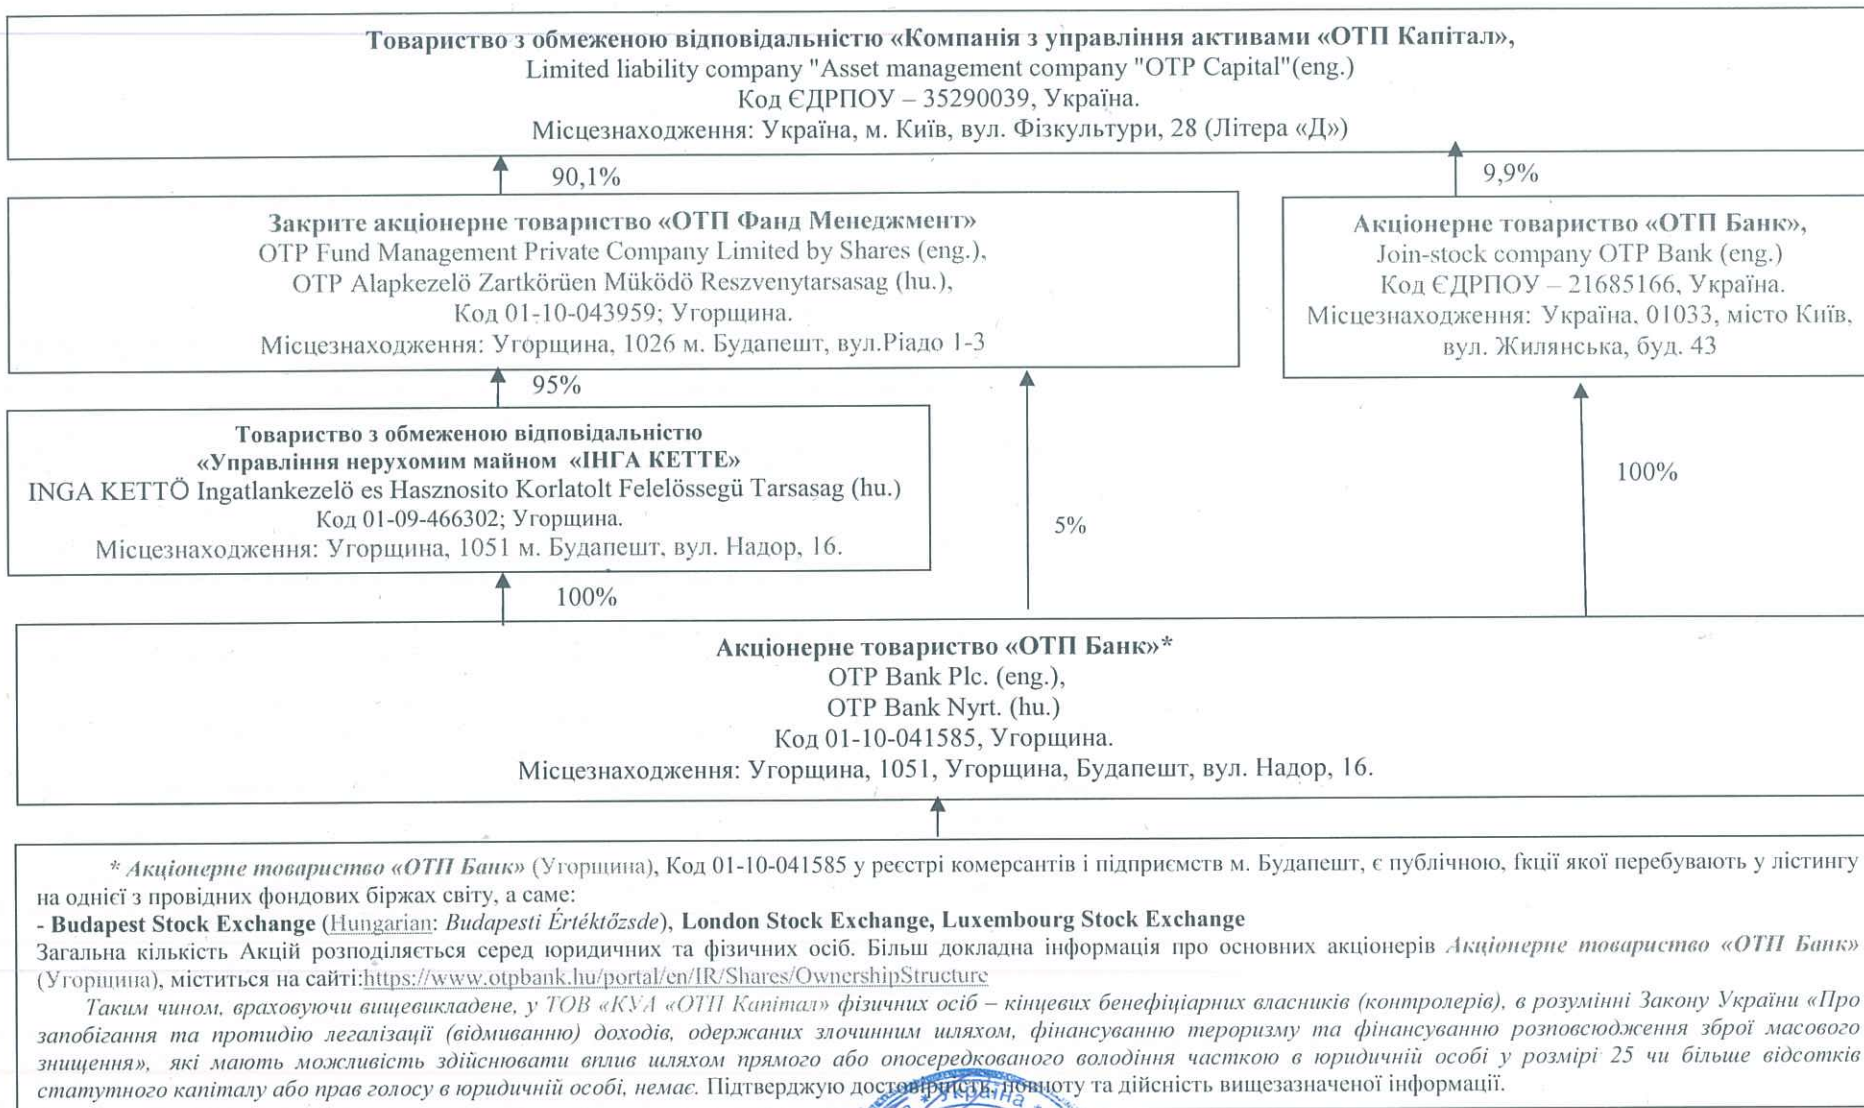 Товариство з обмеженою відповідальністю «Компанія з управління активами «ОТП Капітал»,
Limited liability company "Asset management company "OTP Capital"(eng.)
Код ЄДРПОУ – 35290039, Україна.
Місцезнаходження: Україна, м. Київ, вул. Фізкультури, 28 (Літера «Д»)
90,1%
9,9%
Закрите акціонерне товариство «ОТП Фанд Менеджмент»
OTP Fund Management Private Company Limited by Shares (eng.),
OTP Alapkezelö Zartkörüen Müködö Reszvenytarsasag (hu.),
Код 01-10-043959; Угорщина.
Місцезнаходження: Угорщина, 1026 м. Будапешт, вул.Ріадо 1-3
Акціонерне товариство «ОТП Банк»,
Join-stock company OTP Bank (eng.)
Код ЄДРПОУ – 21685166, Україна.
Місцезнаходження: Україна, 01033, місто Київ,
вул. Жилянська, буд. 43
95%
Товариство з обмеженою відповідальністю
«Управління нерухомим майном «ІНГА КЕТТЕ»
INGA KETTÖ Ingatlankezelö es Hasznosito Korlatolt Felelössegü Tarsasag (hu.)
Код 01-09-466302; Угорщина.
Місцезнаходження: Угорщина, 1051 м. Будапешт, вул. Надор, 16.
5%
100%
100%
Акціонерне товариство «ОТП Банк»*
OTP Bank Plc. (eng.),
OTP Bank Nyrt. (hu.)
Код 01-10-041585, Угорщина.
Місцезнаходження: Угорщина, 1051, Угорщина, Будапешт, вул. Надор, 16.
* Акціонерне товариство «ОТП Банк» (Угорщина), Код 01-10-041585 у реєстрі комерсантів і підприємств м. Будапешт, є публічною, ґкції якої перебувають у лістингу
на однієї з провідних фондових біржах світу, а саме:
- Budapest Stock Exchange (Hungarian: Budapesti Értéktőzsde), London Stock Exchange, Luxembourg Stock Exchange
Загальна кількість Акцій розподіляється серед юридичних та фізичних осіб. Більш докладна інформація про основних акціонерів Акціонерне товариство «ОТП Банк»
(Угорщина), міститься на сайті:https://www.otpbank.hu/portal/en/IR/Shares/OwnershipStructure
Таким чином, враховуючи вищевикладене, у ТОВ «КУА «ОТП Капітал» фізичних осіб – кінцевих бенефіціарних власників (контролерів), в розумінні Закону України «Про
запобігання та протидію легалізації (відмиванню) доходів, одержаних злочинним шляхом, фінансуванню тероризму та фінансуванню розповсюдження зброї масового
знищення», які мають можливість здійснювати вплив шляхом прямого або опосередкованого володіння часткою в юридичній особі у розмірі 25 чи більше відсотків
статутного капіталу або прав голосу в юридичній особі, немає. Підтверджую достовірність, повноту та дійсність вищезазначеної інформації.
* Україна *